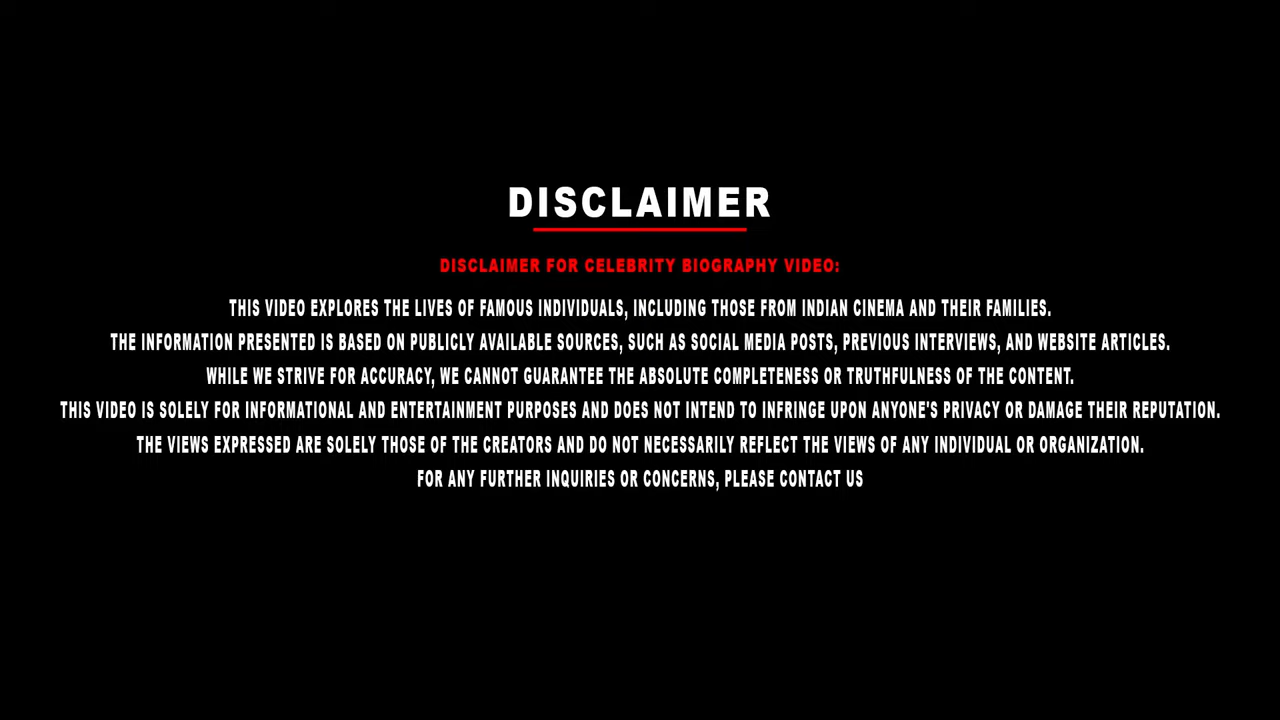 DISCLAIMER
DISCLAIMER FOR CELEBRITY BIOGRAPHY VIDEO:
THIS VIDEO EXPLORES THE LIVES OF FAMOUS INDIVIDUALS, INCLUDING THOSE FROM INDIAN CINEMA AND THEIR FAMILIES.
THE INFORMATION PRESENTED IS BASED ON PUBLICLY AVAILABLE SOURCES, SUCH AS SOCIAL MEDIA POSTS, PREVIOUS INTERVIEWS, AND WEBSITE ARTICLES.
WHILE WE STRIVE FOR ACCURACY, WE CANNOT GUARANTEE THE ABSOLUTE COMPLETENESS OR TRUTHFULNESS OF THE CONTENT.
THIS VIDEO IS SOLELY FOR INFORMATIONAL AND ENTERTAINMENT PURPOSES AND DOES NOT INTEND TO INFRINGE UPON ANYONE'S PRIVACY OR DAMAGE THEIR REPUTATION.
THE VIEWS EXPRESSED ARE SOLELY THOSE OF THE CREATORS AND DO NOT NECESSARILY REFLECT THE VIEWS OF ANY INDIVIDUAL OR ORGANIZATION.
FOR ANY FURTHER INQUIRIES OR CONCERNS, PLEASE CONTACT US